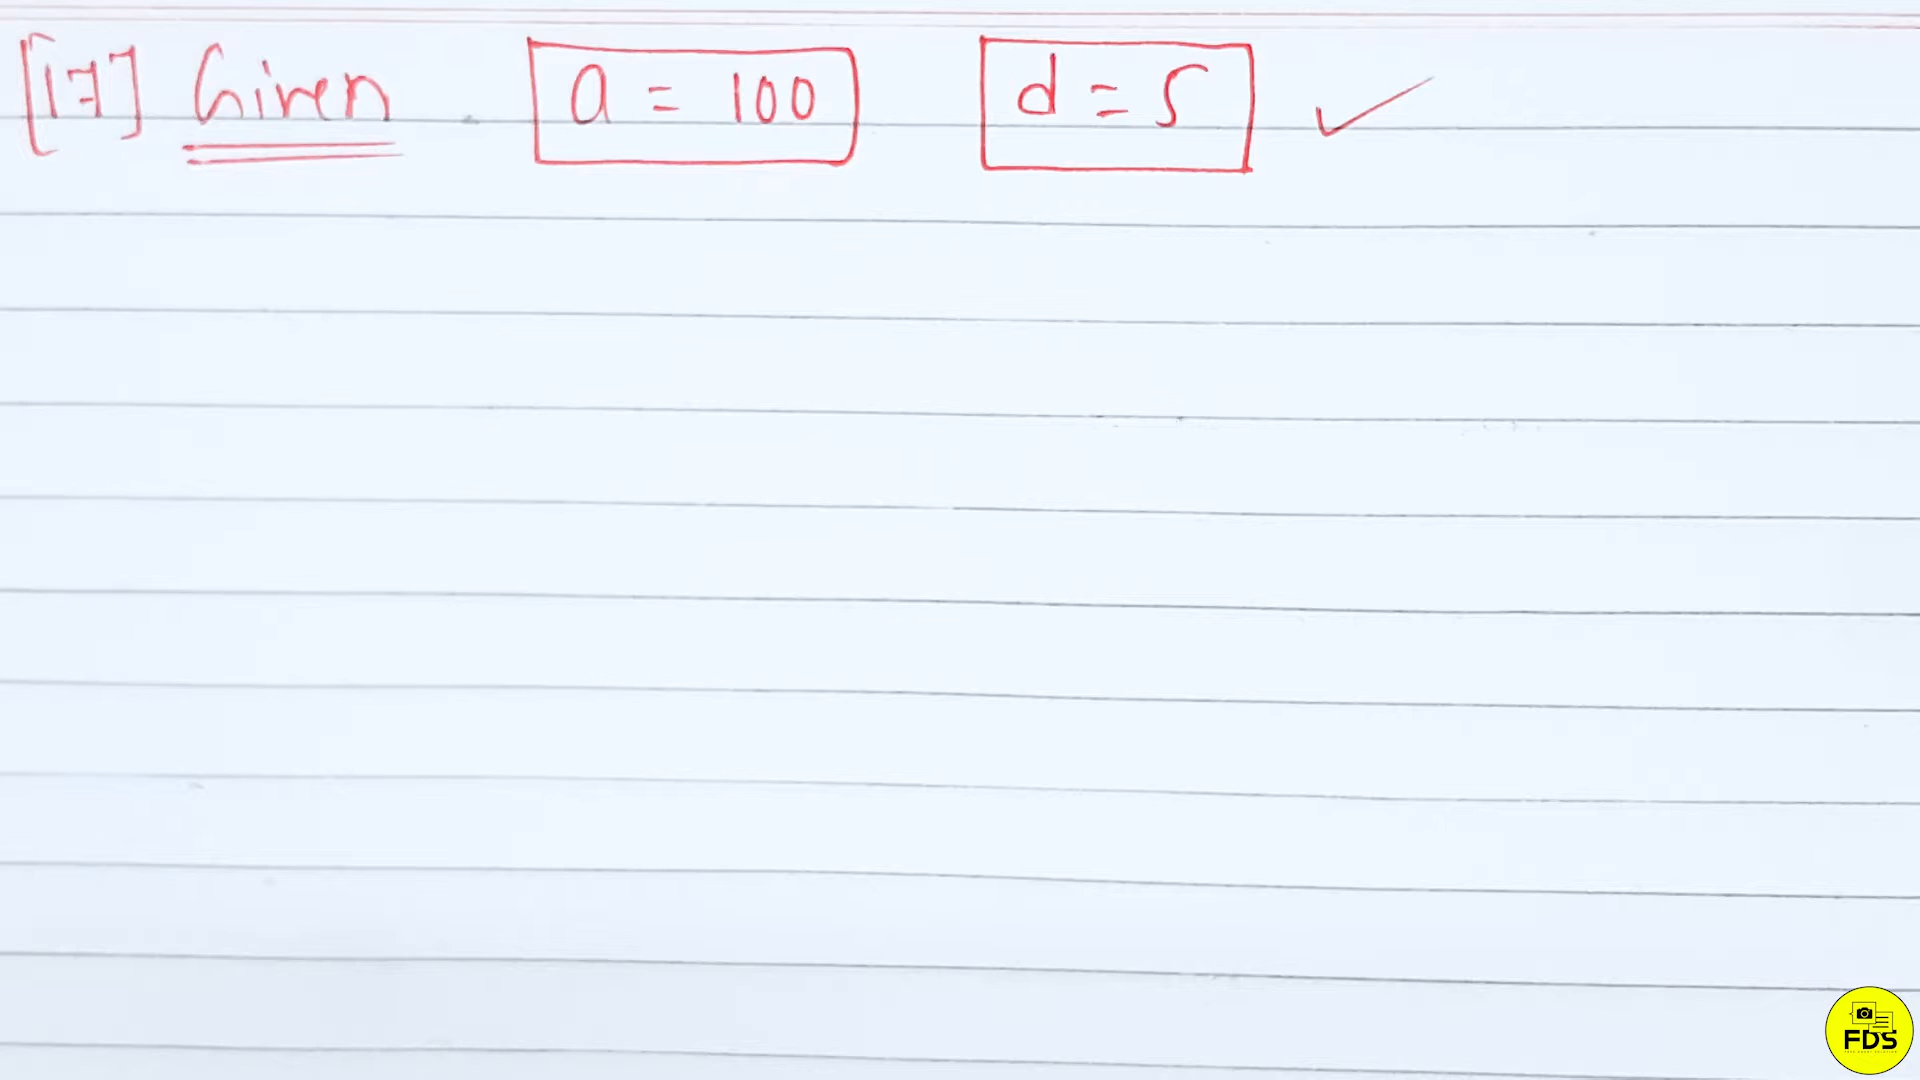 [17] Given a = 100 d = 5 ✓
FDS